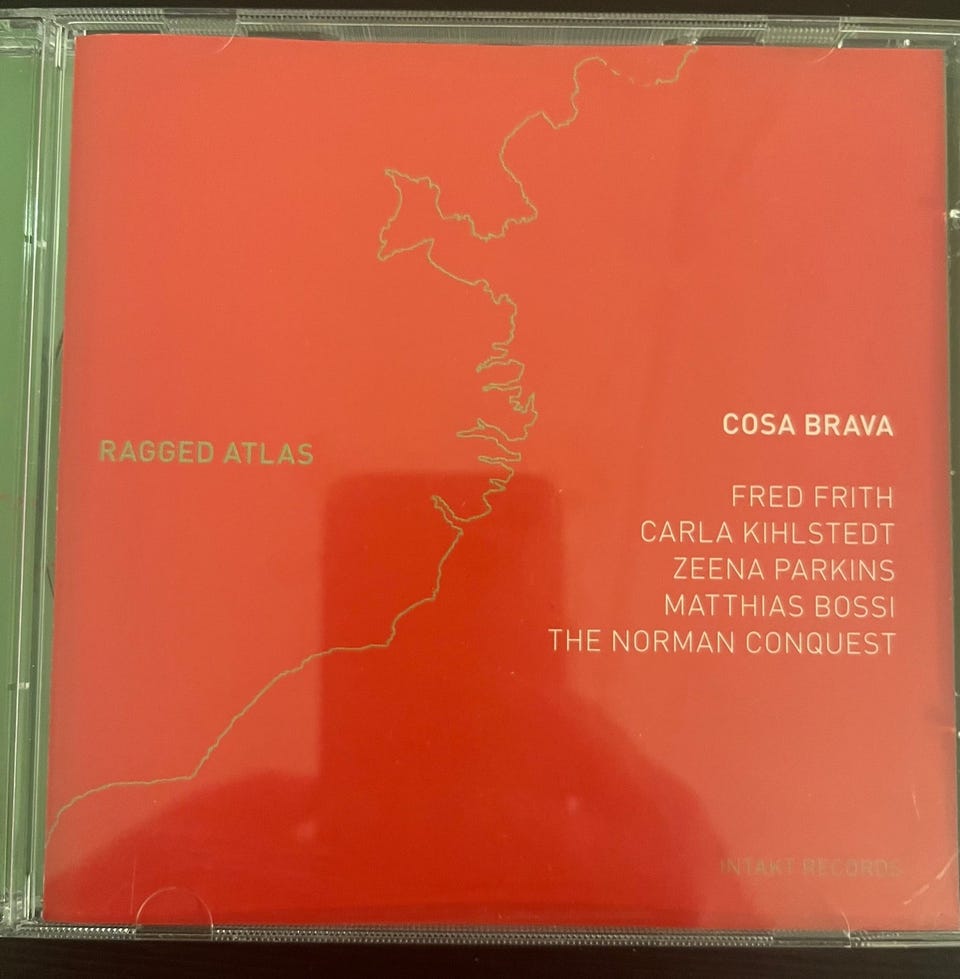 RAGGED ATLAS
COSA BRAVA
FRED FRITH
CARLA KIHLSTEDT
ZEENA PARKINS
MATTHIAS BOSSI
THE NORMAN CONQUEST
INTAKT RECORDS